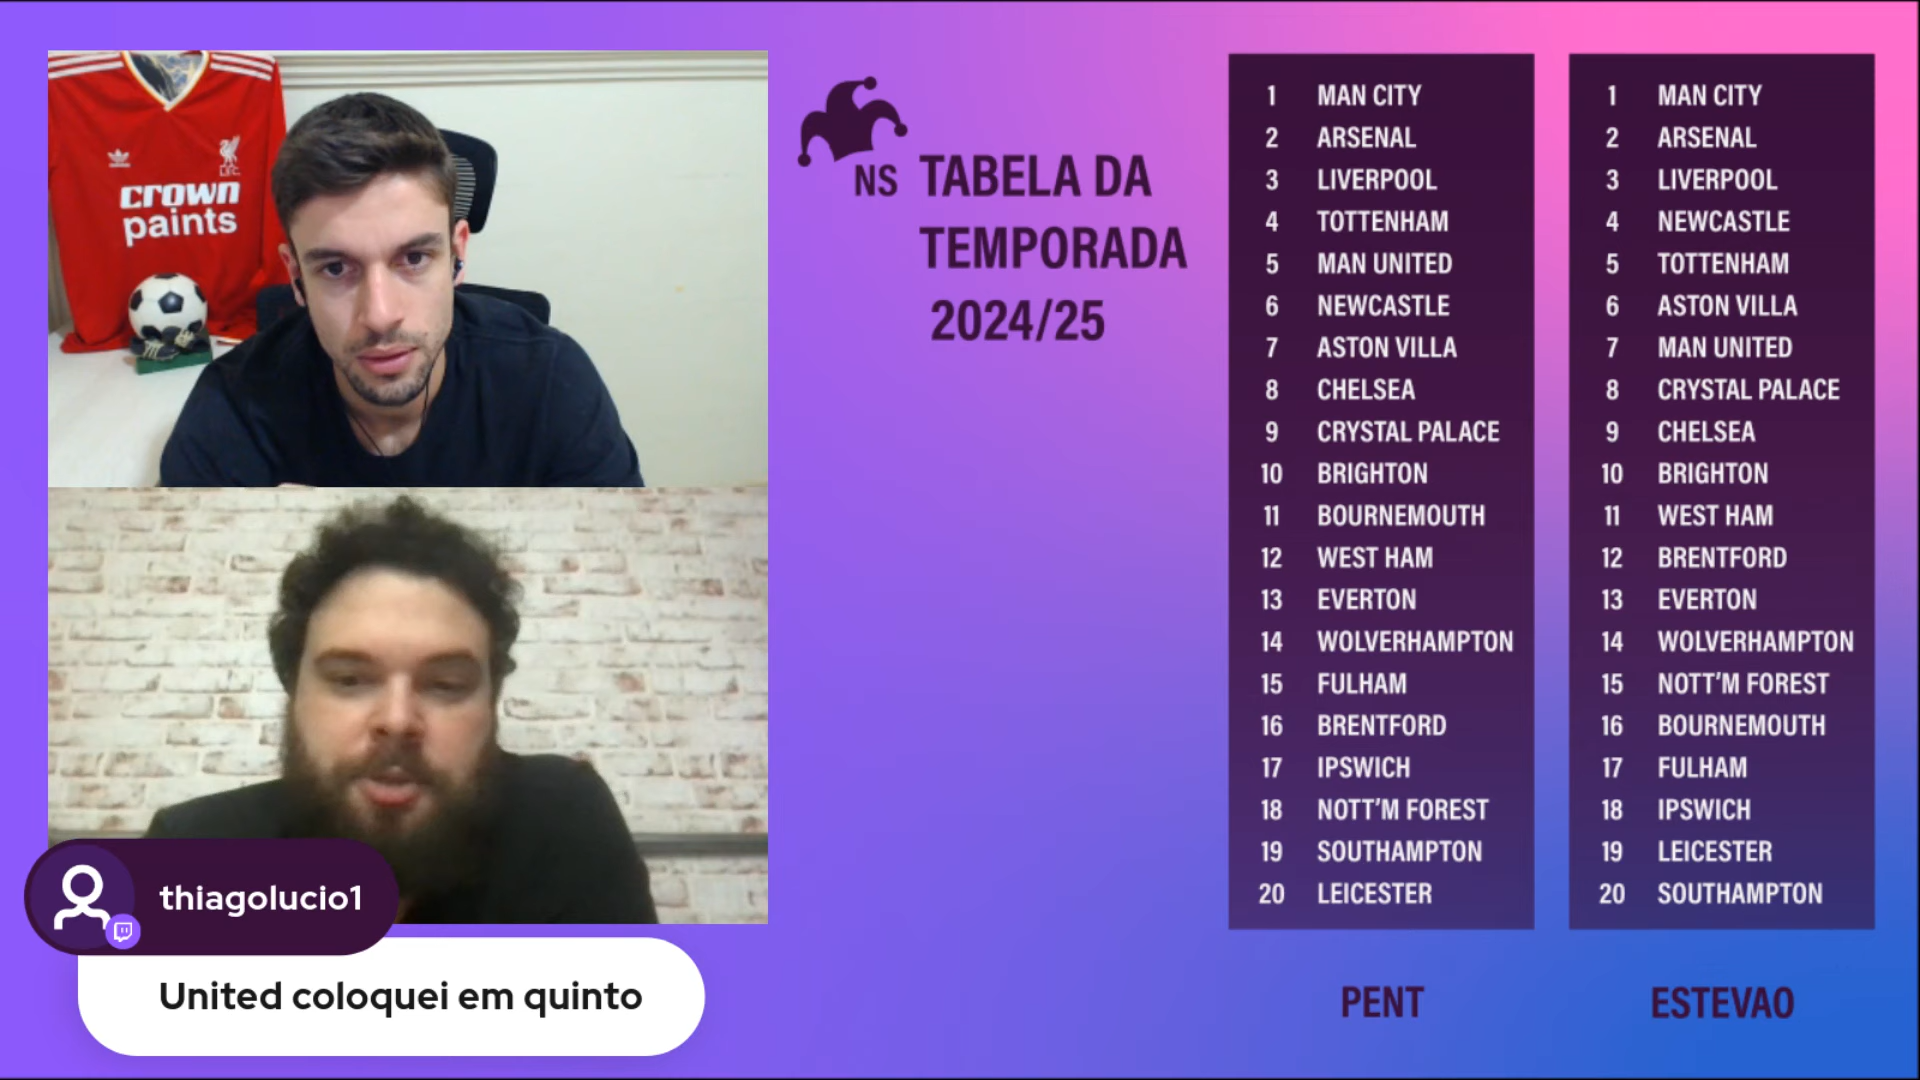 L.F.C.
crown
paints
NS
TABELA DA
TEMPORADA
2024/25
1 MAN CITY
2 ARSENAL
3 LIVERPOOL
4 TOTTENHAM
5 MAN UNITED
6 NEWCASTLE
7 ASTON VILLA
8 CHELSEA
9 CRYSTAL PALACE
10 BRIGHTON
11 BOURNEMOUTH
12 WEST HAM
13 EVERTON
14 WOLVERHAMPTON
15 FULHAM
16 BRENTFORD
17 IPSWICH
18 NOTT'M FOREST
19 SOUTHAMPTON
20 LEICESTER
PENT
1 MAN CITY
2 ARSENAL
3 LIVERPOOL
4 NEWCASTLE
5 TOTTENHAM
6 ASTON VILLA
7 MAN UNITED
8 CRYSTAL PALACE
9 CHELSEA
10 BRIGHTON
11 WEST HAM
12 BRENTFORD
13 EVERTON
14 WOLVERHAMPTON
15 NOTT'M FOREST
16 BOURNEMOUTH
17 FULHAM
18 IPSWICH
19 LEICESTER
20 SOUTHAMPTON
ESTEVAO
thiagolucio1
United coloquei em quinto